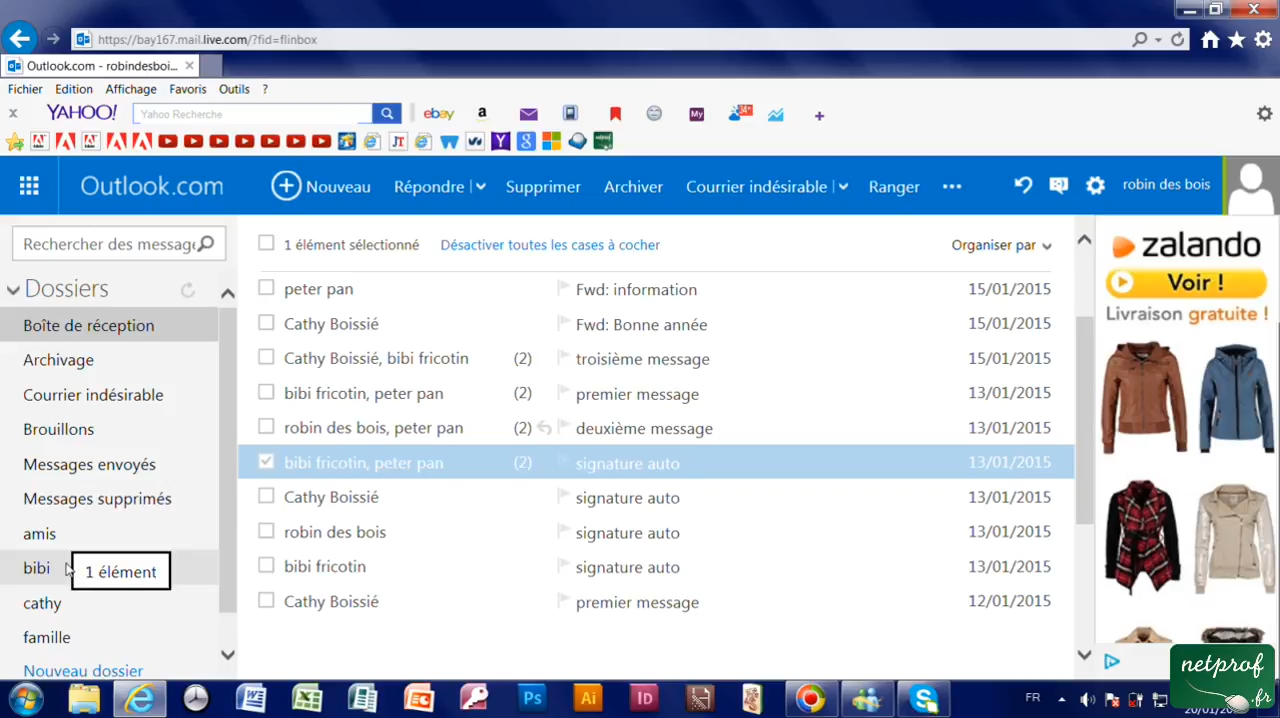 https://bay167.mail.live.com/?fid=flinbox
Outlook.com - robindesboi...
Fichier Edition Affichage Favoris Outils ?
x YAHOO! Yahoo Recherche ebay a My 34+ +
JT
Outlook.com Nouveau Répondre Supprimer Archiver Courrier indésirable Ranger ... robin des bois
Rechercher des message
1 élément sélectionné Désactiver toutes les cases à cocher Organiser par
Dossiers
Boîte de réception
Archivage
Courrier indésirable
Brouillons
Messages envoyés
Messages supprimés
amis
bibi
1 élément
cathy
famille
Nouveau dossier
peter pan Fwd: information 15/01/2015
Cathy Boissié Fwd: Bonne année 15/01/2015
Cathy Boissié, bibi fricotin (2) troisième message 15/01/2015
bibi fricotin, peter pan (2) premier message 13/01/2015
robin des bois, peter pan (2) deuxième message 13/01/2015
bibi fricotin, peter pan (2) signature auto 13/01/2015
Cathy Boissié signature auto 13/01/2015
robin des bois signature auto 13/01/2015
bibi fricotin signature auto 13/01/2015
Cathy Boissié premier message 12/01/2015
zalando
Voir !
Livraison gratuite !
Ps Ai Id
FR
netprof
.fr